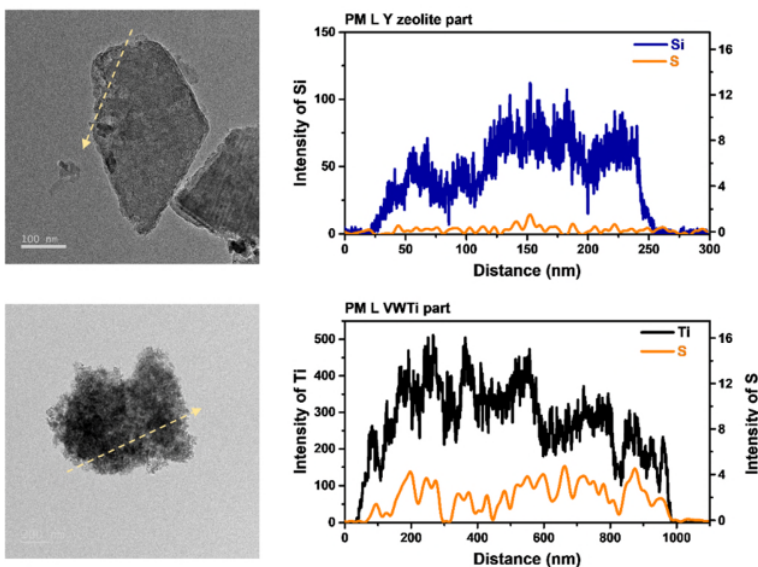 PM L Y zeolite part
150
100
50
0
Intensity of Si
Si
S
16
12
8
4
0
0 50 100 150 200 250 300
Distance (nm)
100 nm
PM L VWTi part
500
400
300
200
100
0
Intensity of Ti
Ti
S
16
12
8
4
0
Intensity of S
0 200 400 600 800 1000
Distance (nm)